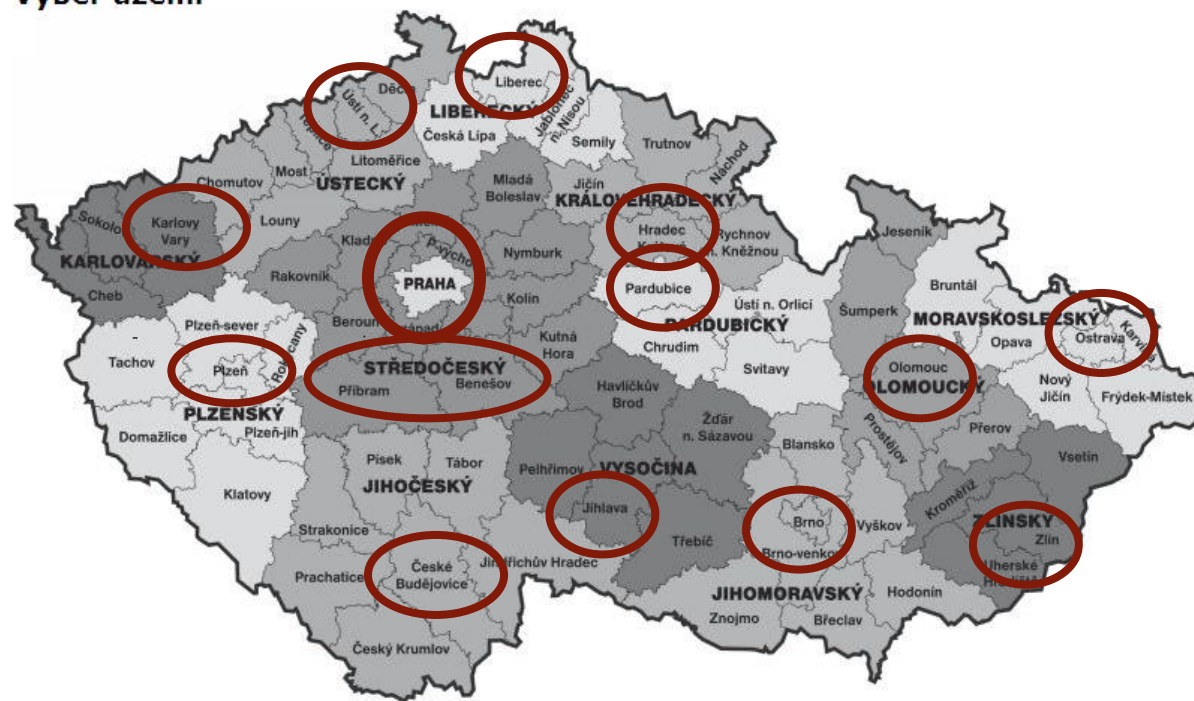 Výběr území
Liberec
Děčín
Ústí n. L.
LIBERECKÝ
Jablonec
n. Nisou
Česká Lípa
Semily
Trutnov
Náchod
Litoměřice
Most
ÚSTECKÝ
Chomutov
Louny
Mladá
Boleslav
Jičín
KRÁLOVÉHRADECKÝ
Hradec
Rychnov
n. Kněžnou
Karlovy
Vary
KARLOVARSKÝ
Cheb
Rakovník
PRAHA
Nymburk
Kolín
Pardubice
Ústí n. Orlicí
PARDUBICKÝ
Chrudim
Svitavy
Jeseník
Šumperk
Bruntál
MORAVSKOSLEZSKÝ
Opava
Ostrava
Karviná
Nový
Jičín
Frýdek-Místek
Plzeň-sever
Tachov
Plzeň
PLZEŇSKÝ
Plzeň-jih
Domažlice
Klatovy
Beroun
Kutná
Hora
STŘEDOČESKÝ
Příbram
Benešov
Havlíčkův
Brod
Žďár
n. Sázavou
Olomouc
OLOMOUCKÝ
Prostějov
Přerov
Písek
Tábor
JIHOČESKÝ
Strakonice
Prachatice
České
Budějovice
Český Krumlov
Jindřichův Hradec
Pelhřimov
VYSOČINA
Jihlava
Třebíč
Blansko
Brno
Brno-venkov
Vyškov
JIHOMORAVSKÝ
Znojmo
Břeclav
Hodonín
Kroměříž
Vsetín
ZLÍNSKÝ
Zlín
Uherské